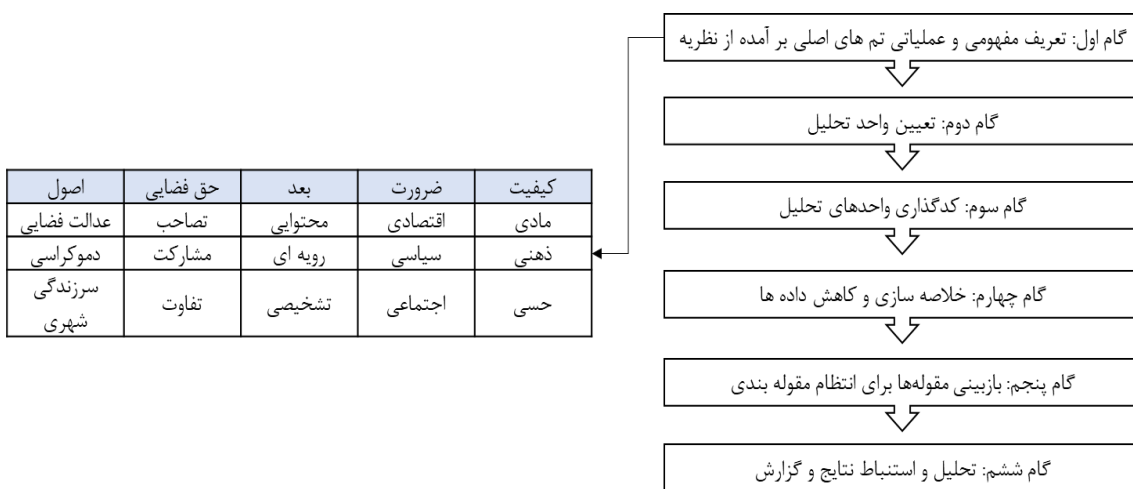 گام اول: تعریف مفهومی و عملیاتی تم های اصلی بر آمده از نظریه
گام دوم: تعیین واحد تحلیل
گام سوم: کدگذاری واحدهای تحلیل
گام چهارم: خلاصه سازی و کاهش داده ها
گام پنجم: بازبینی مقوله‌ها برای انتظام مقوله بندی
گام ششم: تحلیل و استنباط نتایج و گزارش
کیفیت ضرورت بعد حق فضایی اصول
مادی اقتصادی محتوایی تصاحب عدالت فضایی
ذهنی سیاسی رویه ای مشارکت دموکراسی
حسی اجتماعی تشخیصی تفاوت سرزندگی
شهری